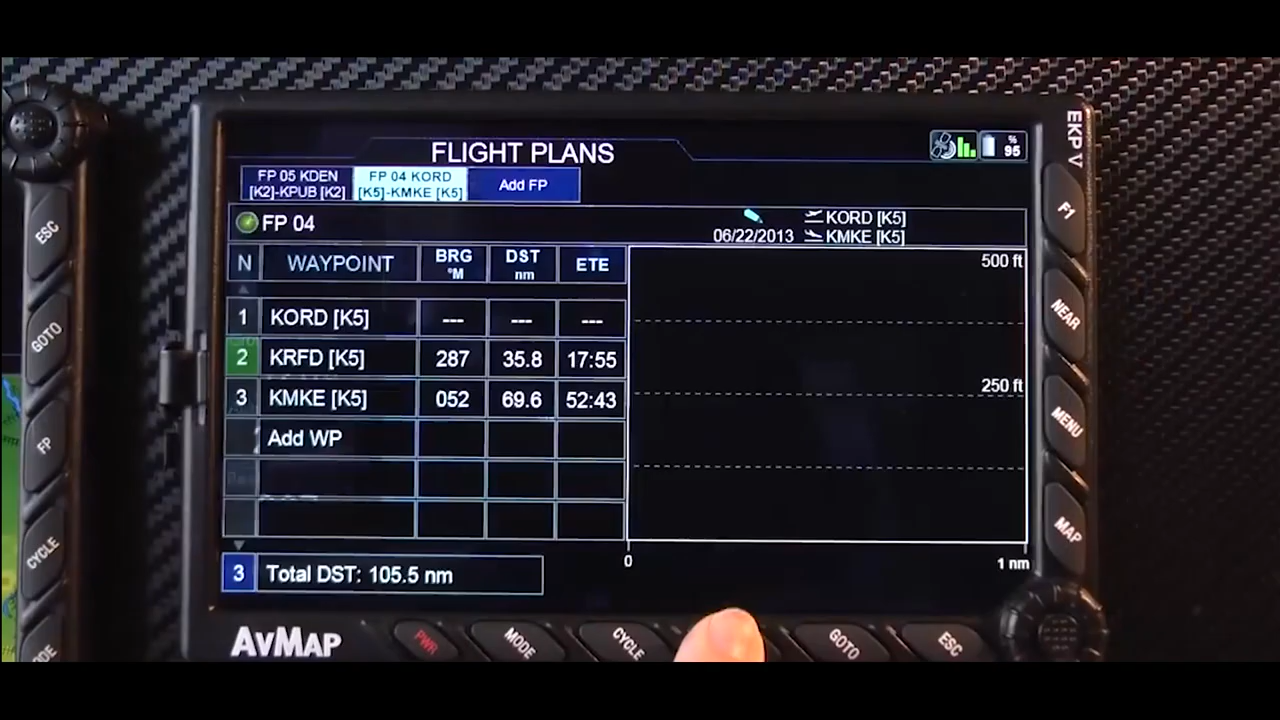 EKP V
FLIGHT PLANS
% 95
FP 05 KDEN
[K2]-KPUB [K2]
FP 04 KORD
[K5]-KMKE [K5]
Add FP
FP 04
06/22/2013
KORD [K5]
KMKE [K5]
N WAYPOINT BRG °M DST nm ETE
1 KORD [K5] --- --- ---
2 KRFD [K5] 287 35.8 17:55
3 KMKE [K5] 052 69.6 52:43
Add WP
500 ft
250 ft
0
1 nm
3 Total DST: 105.5 nm
AvMAP
PWR
MODE
CYCLE
GOTO
ESC
F1
NEAR
MENU
MAP
ESC
GOTO
FP
CYCLE